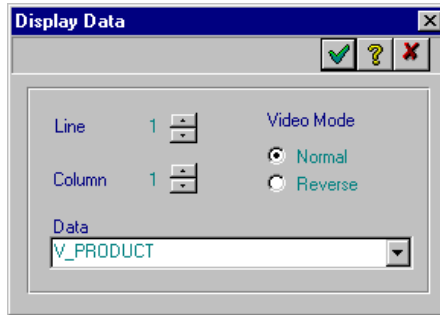 Display Data
Line 1
Video Mode
Normal
Column 1
Reverse
Data
V_PRODUCT